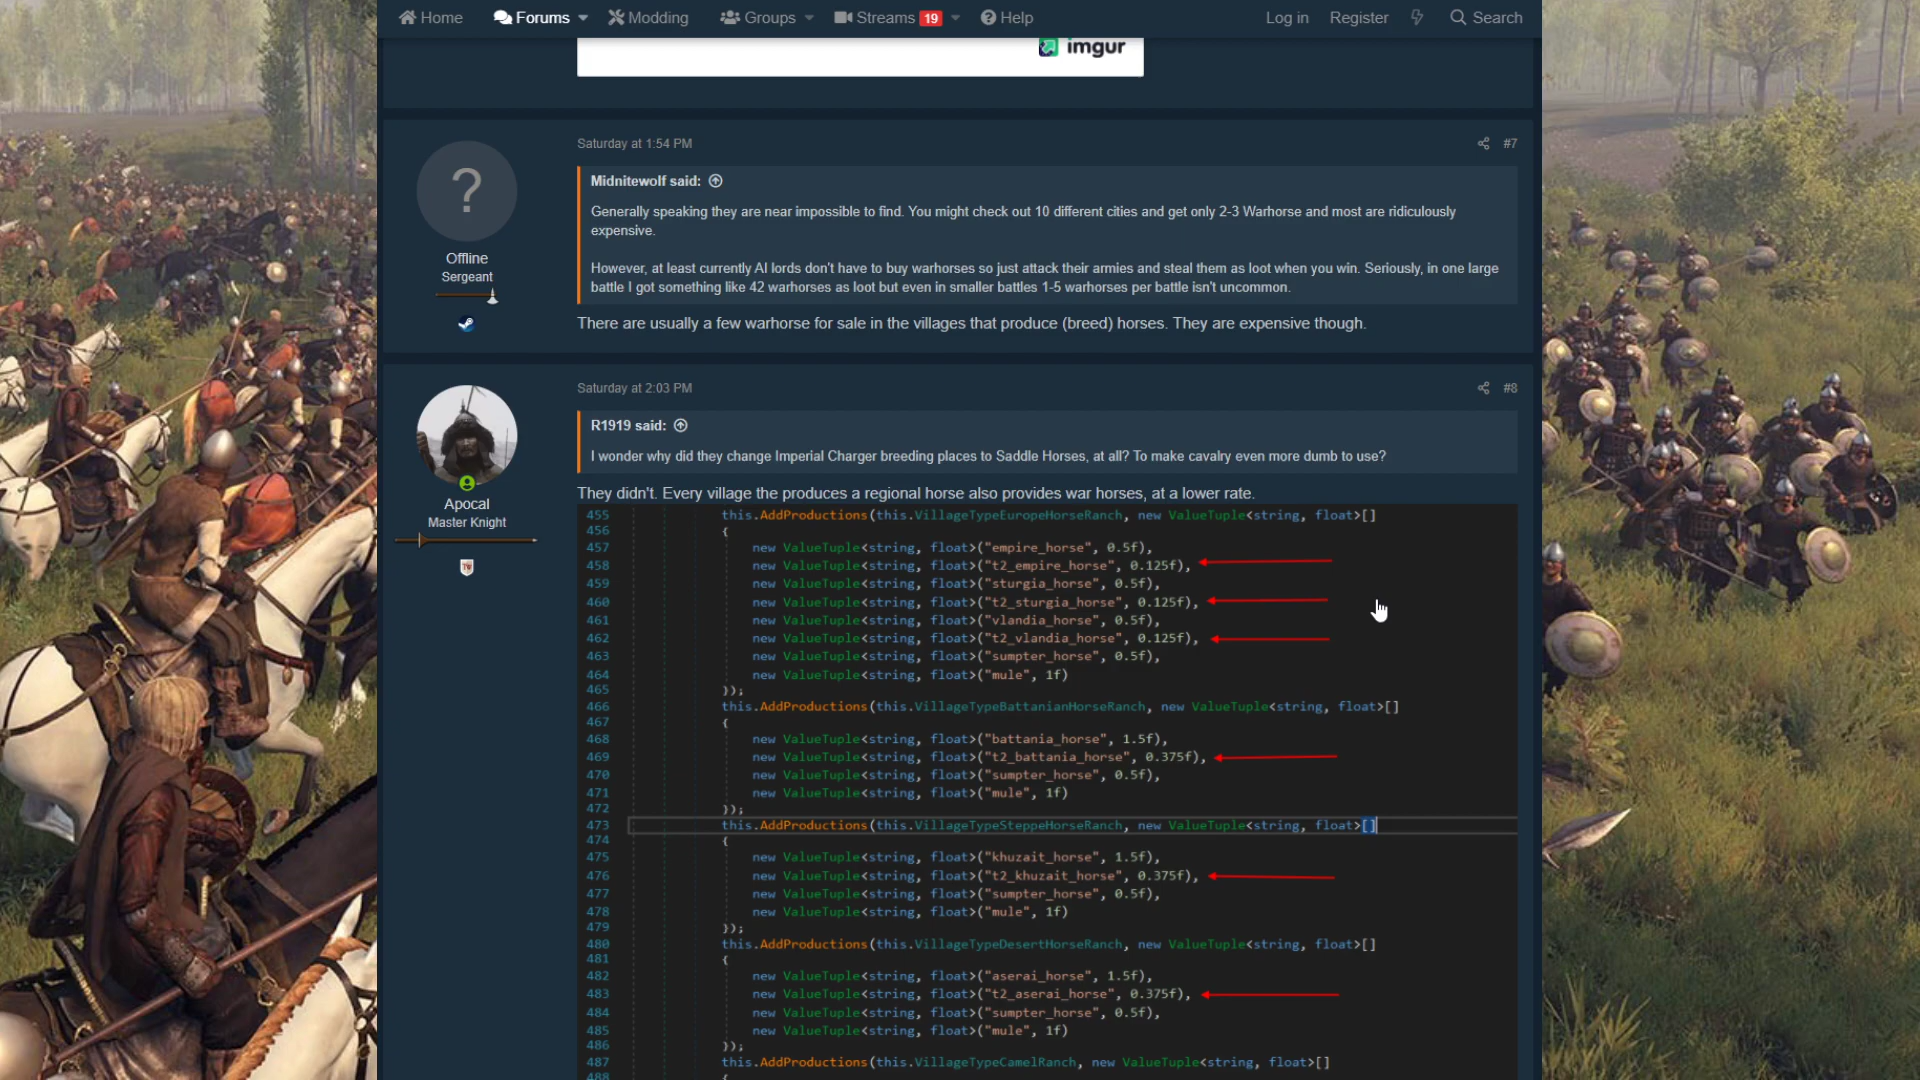 Home
Forums
Modding
Groups
Streams 19
Help
Log in
Register
Search
imgur
Saturday at 1:54 PM
#7
?
Offline
Sergeant
Midnitewolf said:
Generally speaking they are near impossible to find. You might check out 10 different cities and get only 2-3 Warhorse and most are ridiculously
expensive.
However, at least currently AI lords don't have to buy warhorses so just attack their armies and steal them as loot when you win. Seriously, in one large
battle I got something like 42 warhorses as loot but even in smaller battles 1-5 warhorses per battle isn't uncommon.
There are usually a few warhorse for sale in the villages that produce (breed) horses. They are expensive though.
Saturday at 2:03 PM
#8
Apocal
Master Knight
R1919 said:
I wonder why did they change Imperial Charger breeding places to Saddle Horses, at all? To make cavalry even more dumb to use?
They didn't. Every village the produces a regional horse also provides war horses, at a lower rate.
455 this.AddProductions(this.VillageTypeEuropeHorseRanch, new ValueTuple<string, float>[]
456 {
457 new ValueTuple<string, float>("empire_horse", 0.5f),
458 new ValueTuple<string, float>("t2_empire_horse", 0.125f),
459 new ValueTuple<string, float>("sturgia_horse", 0.5f),
460 new ValueTuple<string, float>("t2_sturgia_horse", 0.125f),
461 new ValueTuple<string, float>("vlandia_horse", 0.5f),
462 new ValueTuple<string, float>("t2_vlandia_horse", 0.125f),
463 new ValueTuple<string, float>("sumpter_horse", 0.5f),
464 new ValueTuple<string, float>("mule", 1f)
465 });
466 this.AddProductions(this.VillageTypeBattanianHorseRanch, new ValueTuple<string, float>[]
467 {
468 new ValueTuple<string, float>("battania_horse", 1.5f),
469 new ValueTuple<string, float>("t2_battania_horse", 0.375f),
470 new ValueTuple<string, float>("sumpter_horse", 0.5f),
471 new ValueTuple<string, float>("mule", 1f)
472 });
473 this.AddProductions(this.VillageTypeSteppeHorseRanch, new ValueTuple<string, float>[]
474 {
475 new ValueTuple<string, float>("khuzait_horse", 1.5f),
476 new ValueTuple<string, float>("t2_khuzait_horse", 0.375f),
477 new ValueTuple<string, float>("sumpter_horse", 0.5f),
478 new ValueTuple<string, float>("mule", 1f)
479 });
480 this.AddProductions(this.VillageTypeDesertHorseRanch, new ValueTuple<string, float>[]
481 {
482 new ValueTuple<string, float>("aserai_horse", 1.5f),
483 new ValueTuple<string, float>("t2_aserai_horse", 0.375f),
484 new ValueTuple<string, float>("sumpter_horse", 0.5f),
485 new ValueTuple<string, float>("mule", 1f)
486 });
487 this.AddProductions(this.VillageTypeCamelRanch, new ValueTuple<string, float>[]
488 {